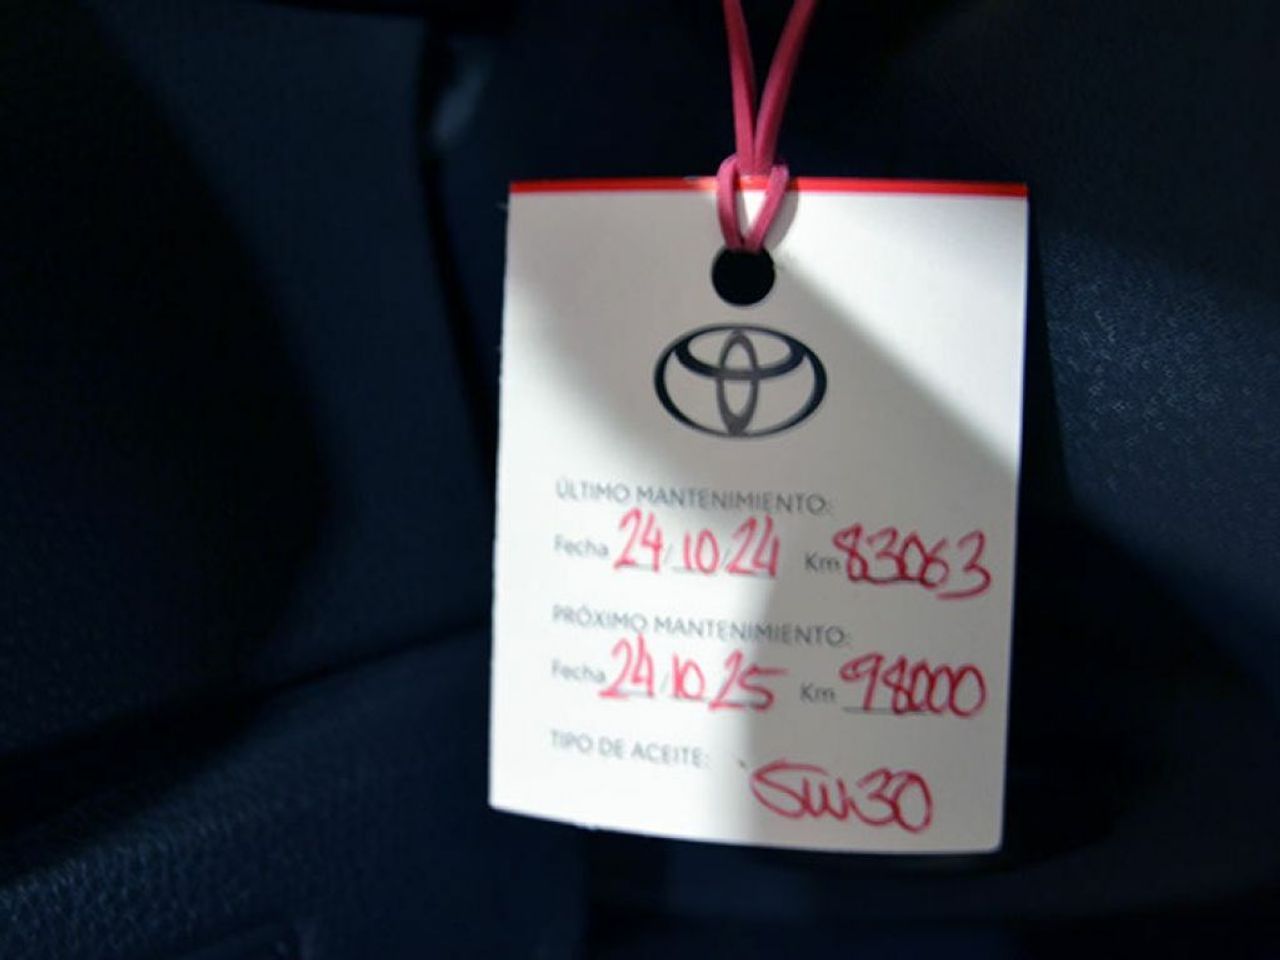 ÚLTIMO MANTENIMIENTO:
Fecha 24/10/24 Km 83063
PRÓXIMO MANTENIMIENTO:
Fecha 24/10/25 Km 98000
TIPO DE ACEITE: 5W30